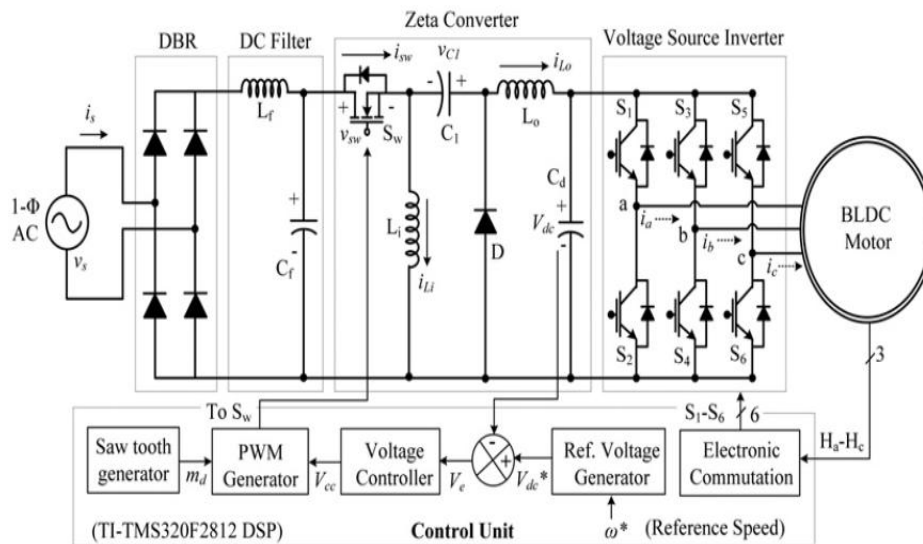 Zeta Converter
DBR
DC Filter
Voltage Source Inverter
i_sw
v_C1
i_Lo
- +
L_f
+ -
v_sw
S_w
C_1
L_o
S_1
S_3
S_5
i_s
1-Φ
AC
v_s
+
C_f
-
L_i
i_Li
D
C_d
+
V_dc
-
a
i_a
b
i_b
c
i_c
BLDC
Motor
S_2
S_4
S_6
3
To S_w
S_1-S_6
6
H_a-H_c
Saw tooth
generator
m_d
PWM
Generator
V_cc
Voltage
Controller
V_e
-
+
V_dc*
Ref. Voltage
Generator
Electronic
Commutation
(TI-TMS320F2812 DSP)
Control Unit
ω*
(Reference Speed)